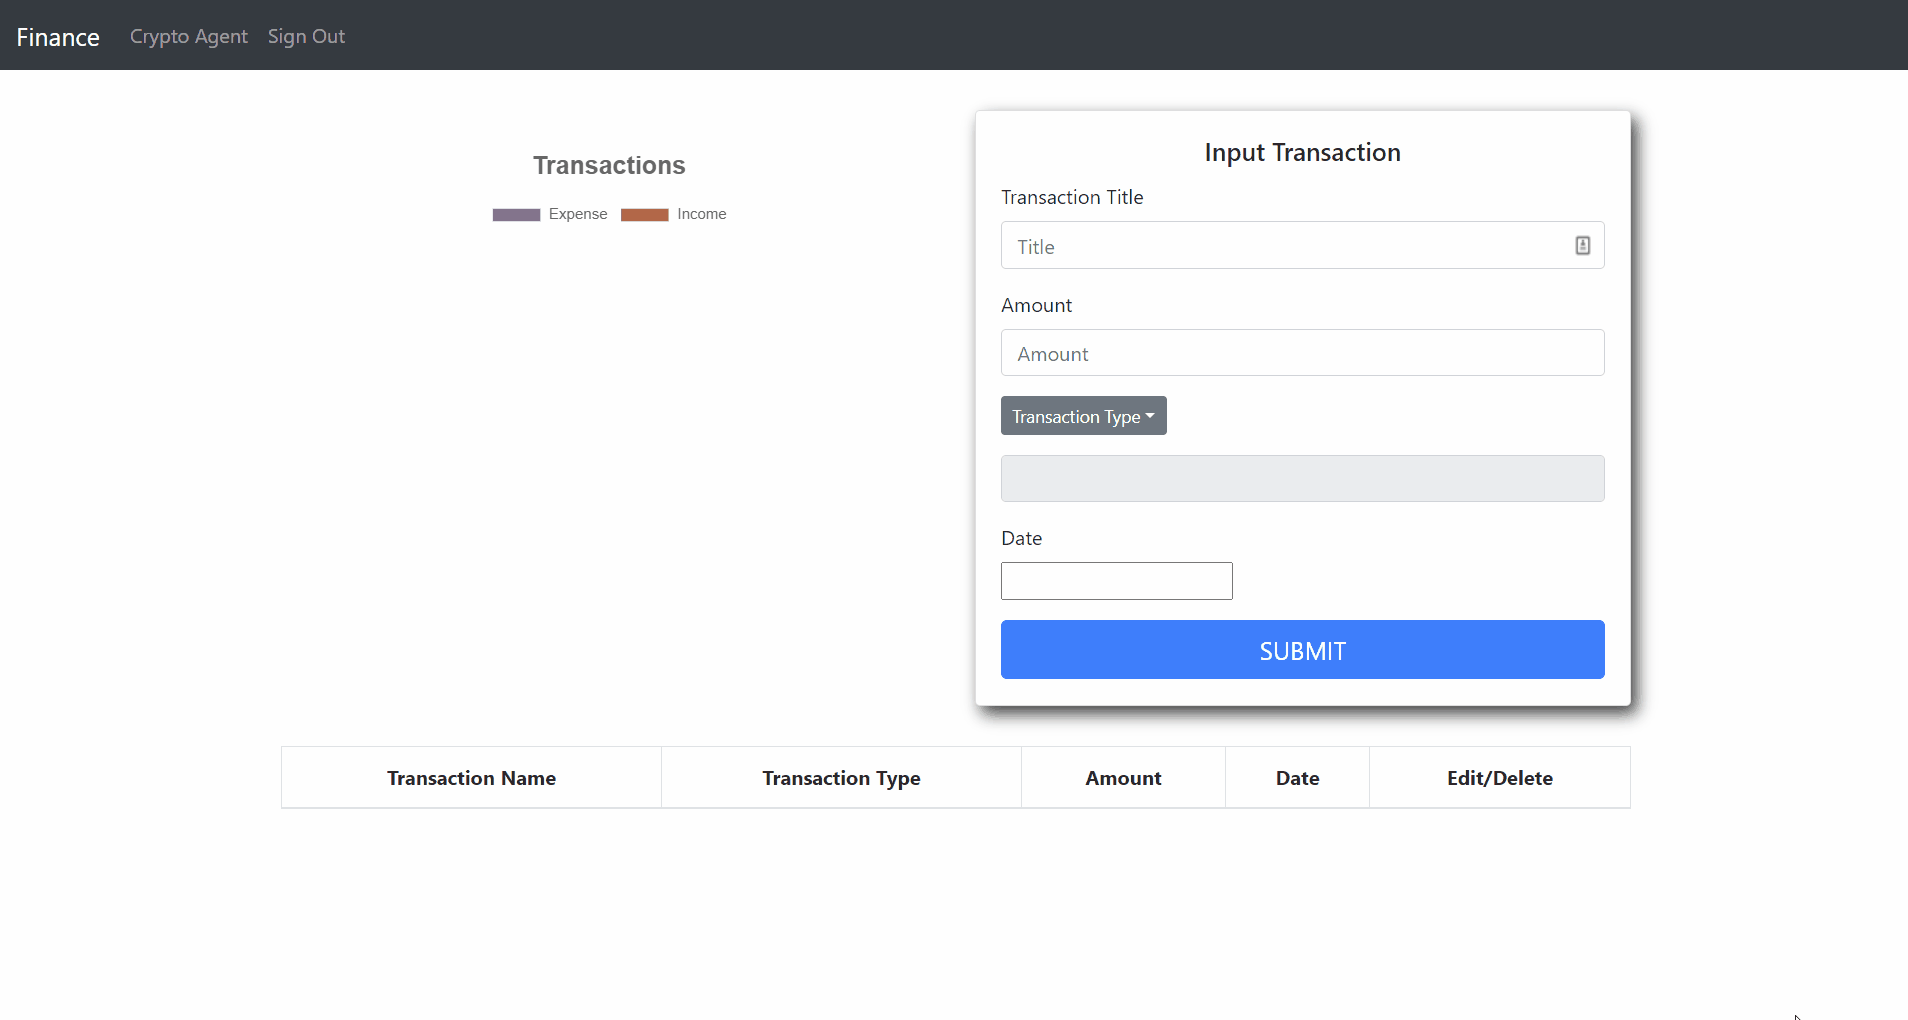 Finance Crypto Agent Sign Out
Transactions
Expense Income
Input Transaction
Transaction Title
Title
Amount
Amount
Transaction Type
Date
SUBMIT
Transaction Name Transaction Type Amount Date Edit/Delete